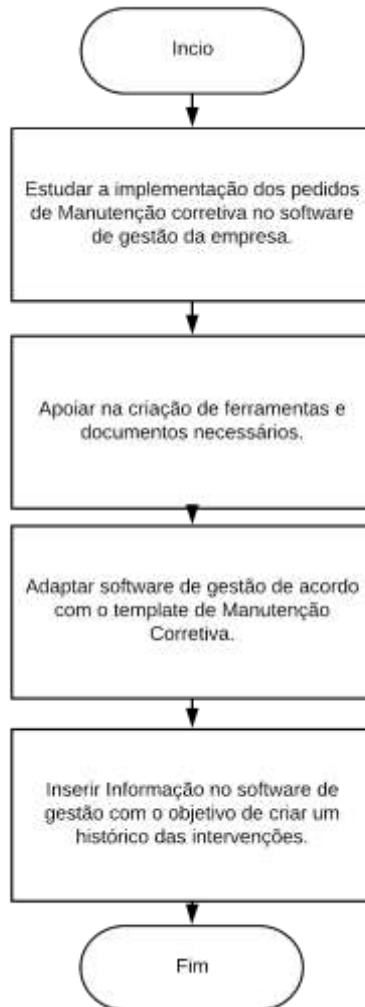 Incio
Estudar a implementação dos pedidos
de Manutenção corretiva no software
de gestão da empresa.
Apoiar na criação de ferramentas e
documentos necessários.
Adaptar software de gestão de acordo
com o template de Manutenção
Corretiva.
Inserir Informação no software de
gestão com o objetivo de criar um
histórico das intervenções.
Fim